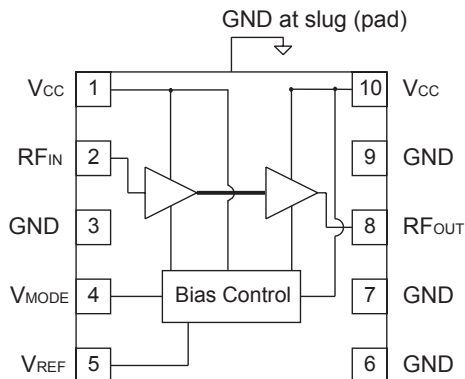 GND at slug (pad)
VCC 1 10 VCC
RFIN 2 9 GND
GND 3 8 RFOUT
VMODE 4 Bias Control 7 GND
VREF 5 6 GND